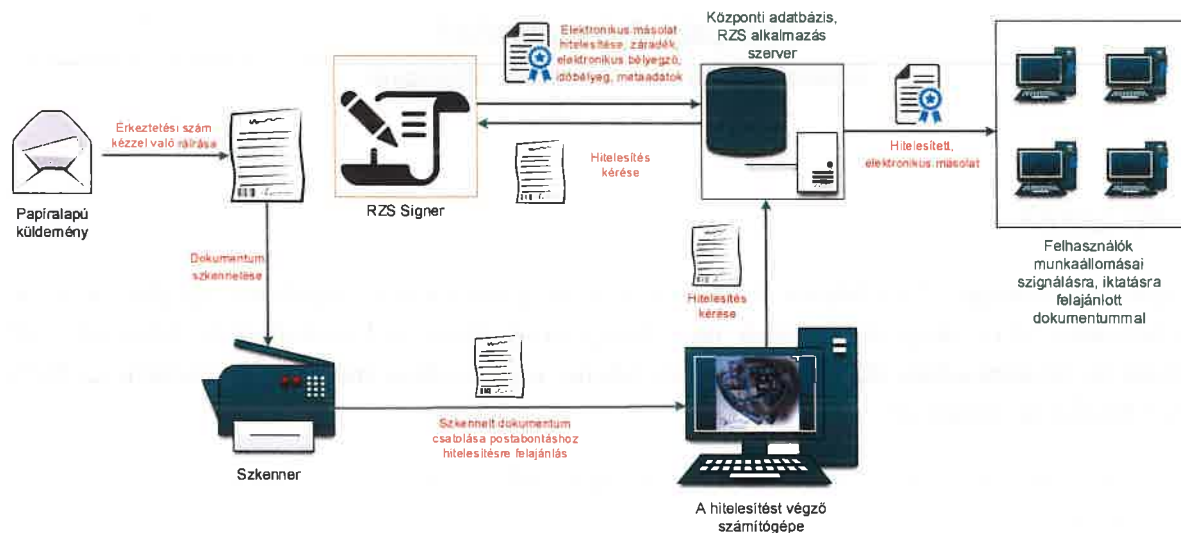 Papíralapú
küldemény
Érkeztetési szám
kézzel való ráírása
Dokumentum
szkennelése
Szkenner
Szkennelt dokumentum
csatolása postabontáshoz
hitelesítésre felajánlás
A hitelesítést végző
számítógépe
Hitelesítés
kérése
Központi adatbázis,
RZS alkalmazás
szerver
Hitelesítés
kérése
RZS Signer
Elektronikus másolat
hitelesítése, záradék,
elektronikus bélyegző,
időbélyeg, metaadatok
Hitelesített,
elektronikus másolat
Felhasználók
munkaállomásai
szignálásra, iktatásra
felajánlott
dokumentummal